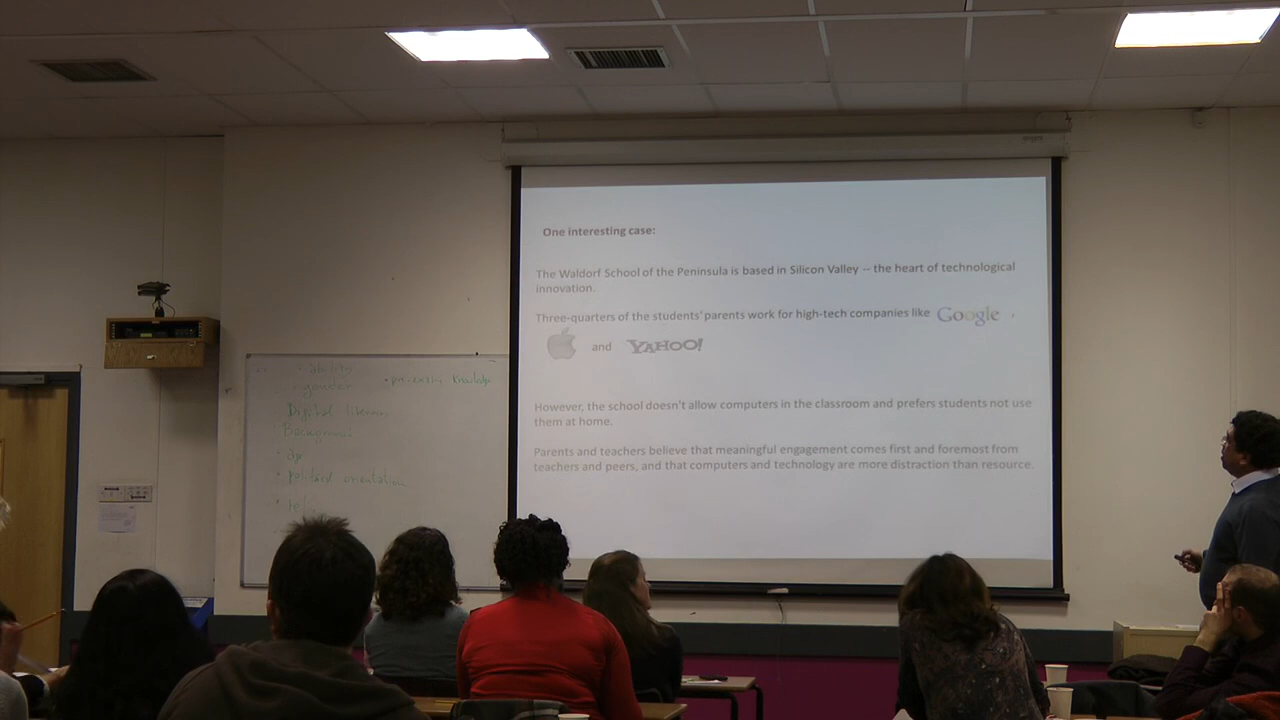 One interesting case:
The Waldorf School of the Peninsula is based in Silicon Valley -- the heart of technological
innovation.
Three-quarters of the students' parents work for high-tech companies like Google ,
and YAHOO!
However, the school doesn't allow computers in the classroom and prefers students not use
them at home.
Parents and teachers believe that meaningful engagement comes first and foremost from
teachers and peers, and that computers and technology are more distraction than resource.
• ability
• Digital
• political orientation